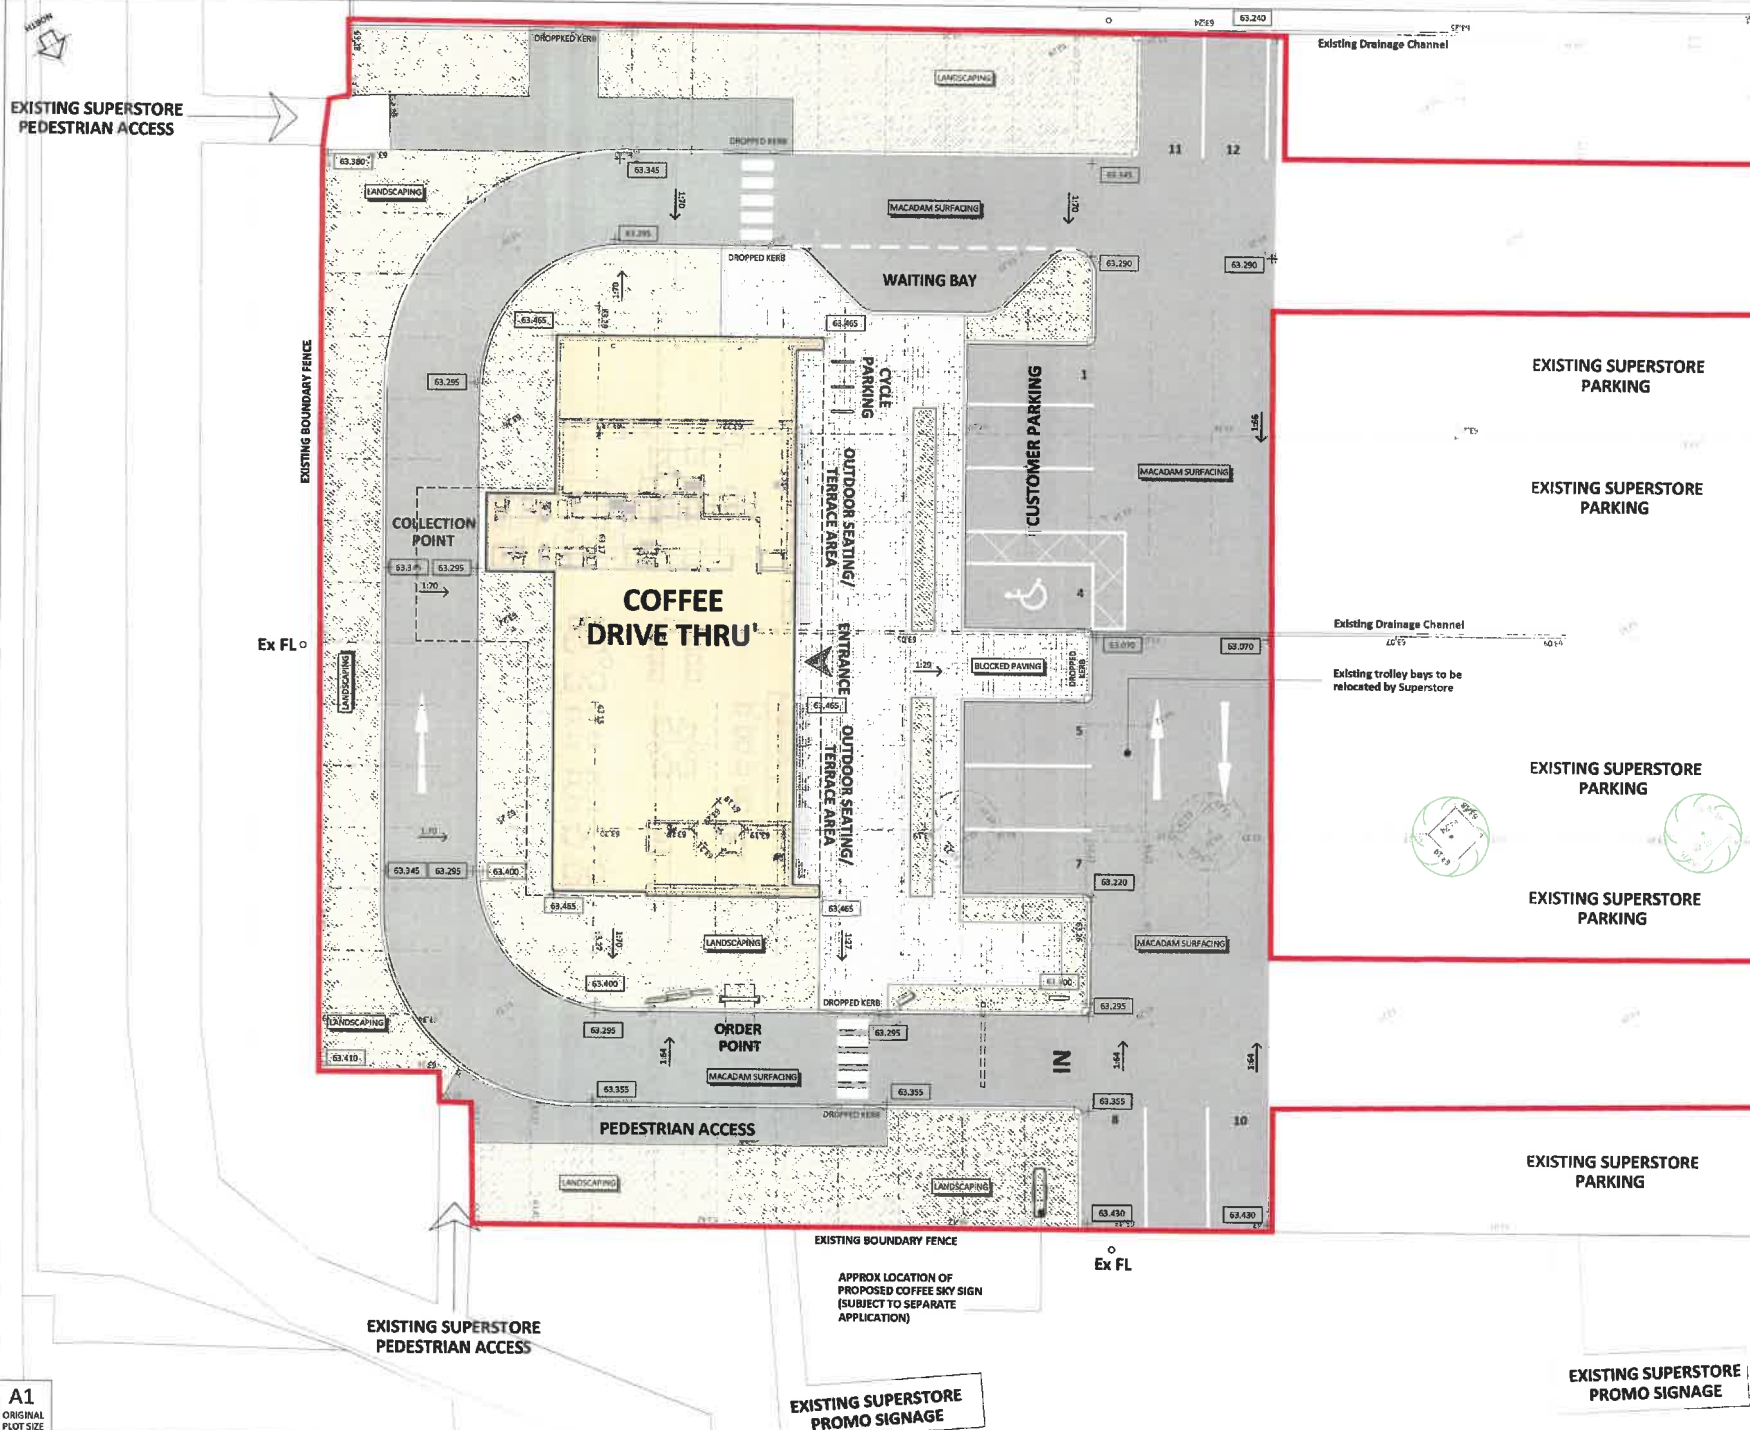 NORTH
63.240
Existing Drainage Channel
DROPPKED KERB
LANDSCAPING
EXISTING SUPERSTORE
PEDESTRIAN ACCESS
DROPPED KERB
11
12
63.380
63.345
63.345
LANDSCAPING
1:70
MACADAM SURFACING
1:70
63.295
DROPPED KERB
WAITING BAY
63.290
63.290
1:70
63.465
63.465
EXISTING BOUNDARY FENCE
CYCLE
PARKING
CUSTOMER PARKING
1
EXISTING SUPERSTORE
PARKING
63.295
1:66
OUTDOOR SEATING/
TERRACE AREA
MACADAM SURFACING
EXISTING SUPERSTORE
PARKING
COLLECTION
POINT
63.295
1:70
4
COFFEE
DRIVE THRU'
Ex FL
ENTRANCE
63.070
63.070
Existing Drainage Channel
1:20
BLOCKED PAVING
DROPPED
KERB
Existing trolley bays to be
relocated by Superstore
LANDSCAPING
63.465
5
OUTDOOR SEATING/
TERRACE AREA
EXISTING SUPERSTORE
PARKING
1:70
63.345
63.295
63.400
7
63.220
63.465
63.465
EXISTING SUPERSTORE
PARKING
LANDSCAPING
1:70
1:27
MACADAM SURFACING
63.400
DROPPED KERB
63.295
LANDSCAPING
63.295
ORDER
POINT
63.295
63.410
1:64
IN
1:64
1:64
MACADAM SURFACING
63.355
63.355
63.355
DROPPED KERB
8
10
PEDESTRIAN ACCESS
EXISTING SUPERSTORE
PARKING
LANDSCAPING
LANDSCAPING
63.430
63.430
EXISTING BOUNDARY FENCE
Ex FL
APPROX LOCATION OF
PROPOSED COFFEE SKY SIGN
(SUBJECT TO SEPARATE
APPLICATION)
EXISTING SUPERSTORE
PEDESTRIAN ACCESS
EXISTING SUPERSTORE
PROMO SIGNAGE
EXISTING SUPERSTORE
PROMO SIGNAGE
A1
ORIGINAL
PLOT SIZE